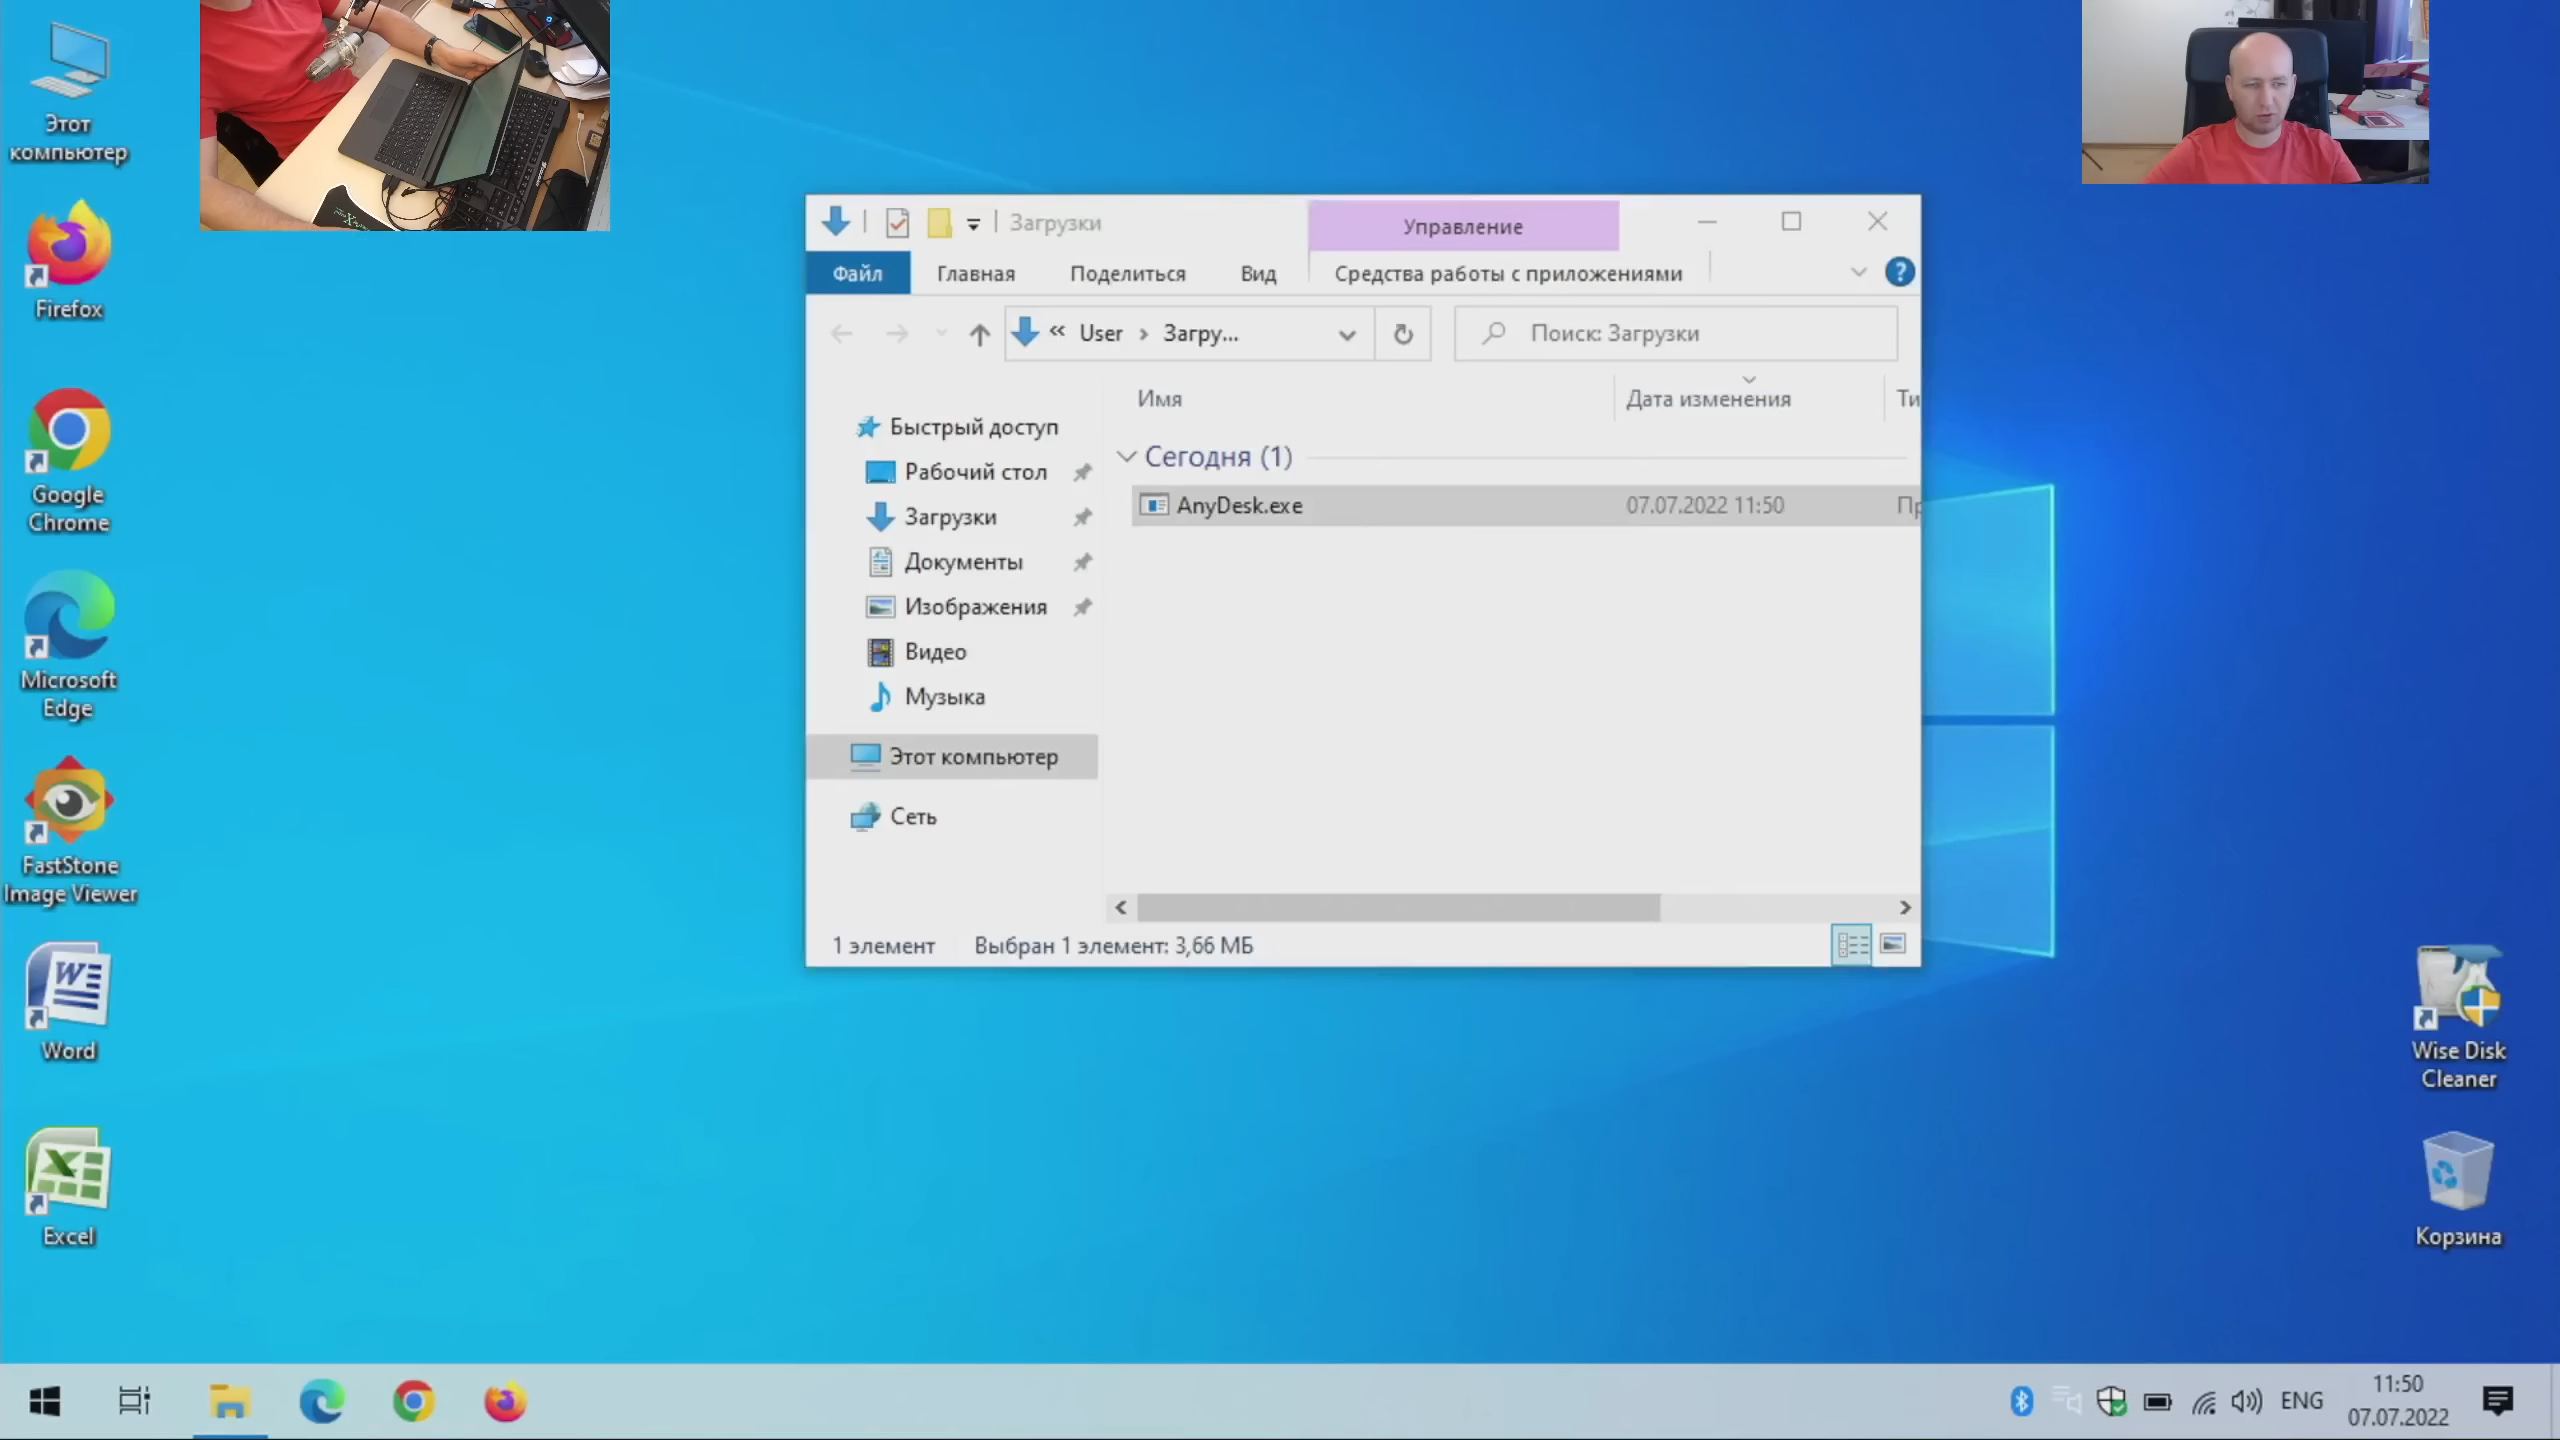 Этот
компьютер
Firefox
Google
Chrome
Microsoft
Edge
FastStone
Image Viewer
Word
Excel
Загрузки
Управление
Файл
Главная
Поделиться
Вид
Средства работы с приложениями
?
« User › Загру...
Поиск: Загрузки
Быстрый доступ
Рабочий стол
Загрузки
Документы
Изображения
Видео
Музыка
Этот компьютер
Сеть
Имя
Дата изменения
Ти
Сегодня (1)
AnyDesk.exe
07.07.2022 11:50
Пр
1 элемент
Выбран 1 элемент: 3,66 МБ
Wise Disk
Cleaner
Корзина
ENG
11:50
07.07.2022